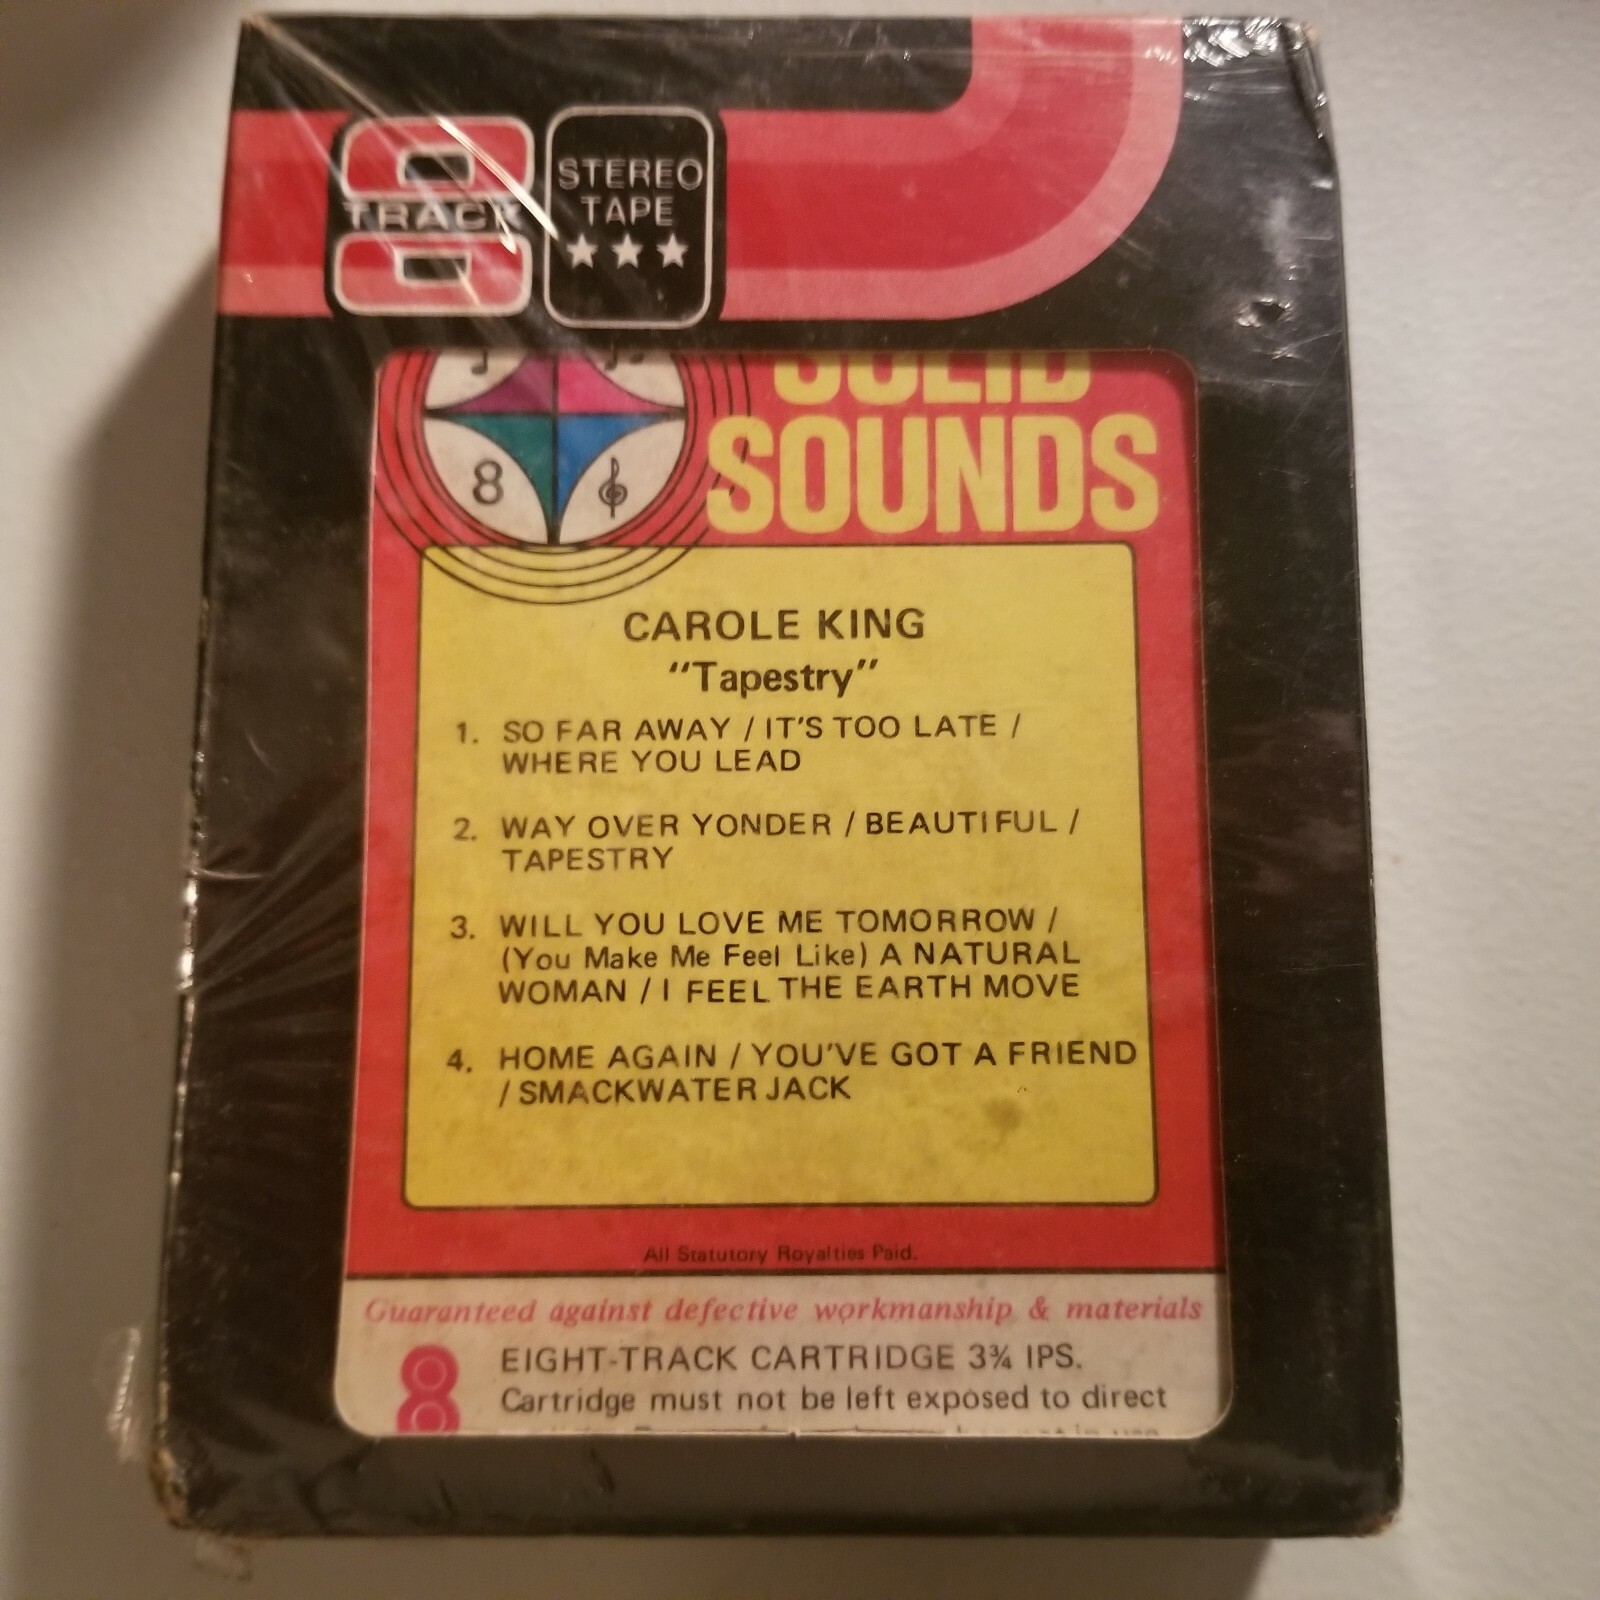 TRACK
STEREO
TAPE
SOLID
SOUNDS
8
CAROLE KING
"Tapestry"
1. SO FAR AWAY / IT'S TOO LATE /
WHERE YOU LEAD
2. WAY OVER YONDER / BEAUTIFUL /
TAPESTRY
3. WILL YOU LOVE ME TOMORROW /
(You Make Me Feel Like) A NATURAL
WOMAN / I FEEL THE EARTH MOVE
4. HOME AGAIN / YOU'VE GOT A FRIEND
/ SMACKWATER JACK
All Statutory Royalties Paid.
Guaranteed against defective workmanship & materials
8 EIGHT-TRACK CARTRIDGE 3¾ IPS.
Cartridge must not be left exposed to direct